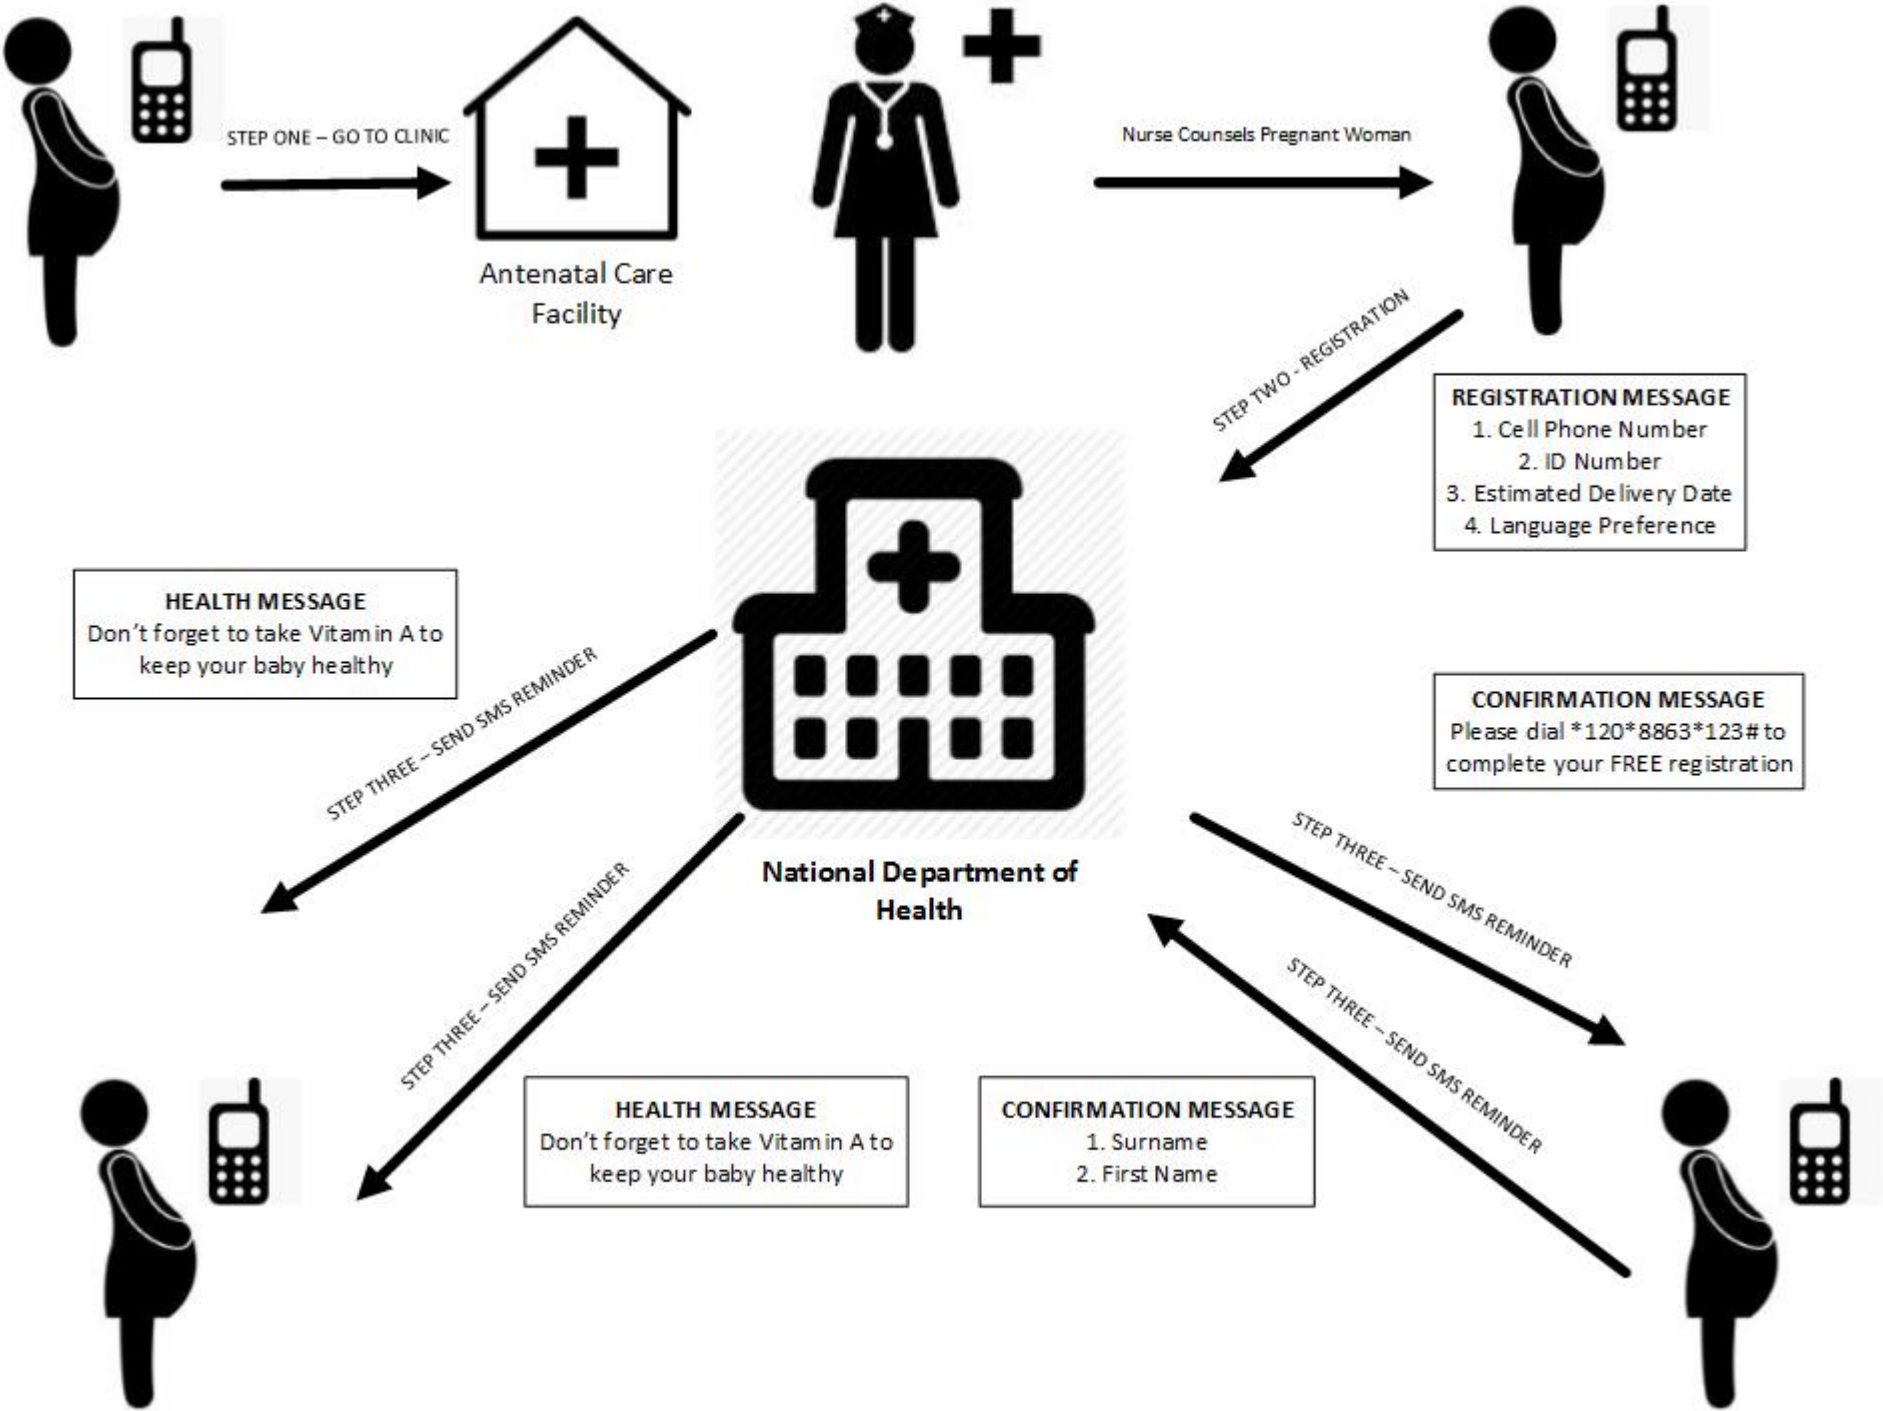 STEP ONE – GO TO CLINIC
Nurse Counsels Pregnant Woman
Antenatal Care
Facility
STEP TWO - REGISTRATION
REGISTRATION MESSAGE
1. Cell Phone Number
2. ID Number
3. Estimated Delivery Date
4. Language Preference
HEALTH MESSAGE
Don't forget to take Vitamin A to
keep your baby healthy
STEP THREE – SEND SMS REMINDER
CONFIRMATION MESSAGE
Please dial *120*8863*123# to
complete your FREE registration
National Department of
Health
STEP THREE – SEND SMS REMINDER
STEP THREE – SEND SMS REMINDER
STEP THREE – SEND SMS REMINDER
HEALTH MESSAGE
Don't forget to take Vitamin A to
keep your baby healthy
CONFIRMATION MESSAGE
1. Surname
2. First Name